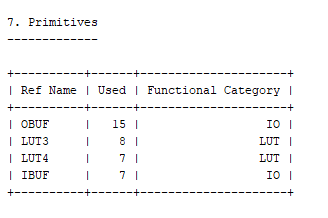 7. Primitives
-------------
+----------+------+---------------------+
| Ref Name | Used | Functional Category |
+----------+------+---------------------+
| OBUF     |   15 |                  IO |
| LUT3     |    8 |                 LUT |
| LUT4     |    7 |                 LUT |
| IBUF     |    7 |                  IO |
+----------+------+---------------------+